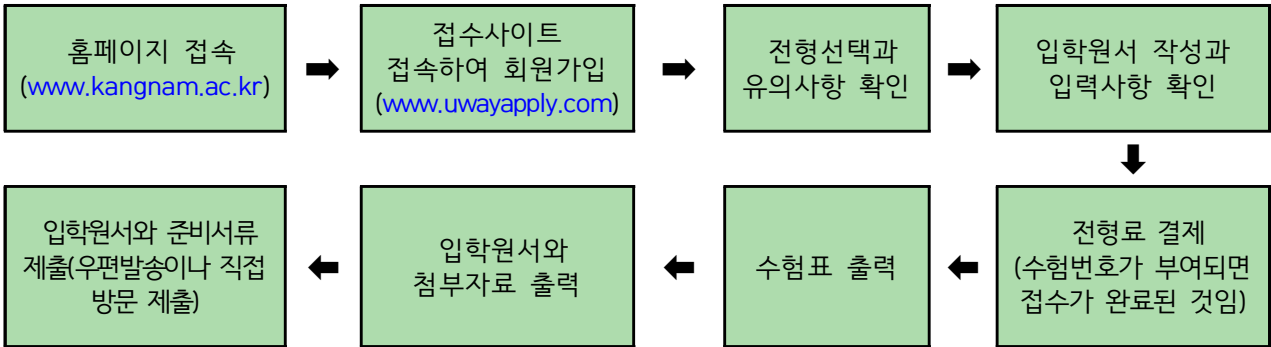 홈페이지 접속
(www.kangnam.ac.kr)
접수사이트
접속하여 회원가입
(www.uwayapply.com)
전형선택과
유의사항 확인
입학원서 작성과
입력사항 확인
전형료 결제
(수험번호가 부여되면
접수가 완료된 것임)
수험표 출력
입학원서와
첨부자료 출력
입학원서와 준비서류
제출(우편발송이나 직접
방문 제출)